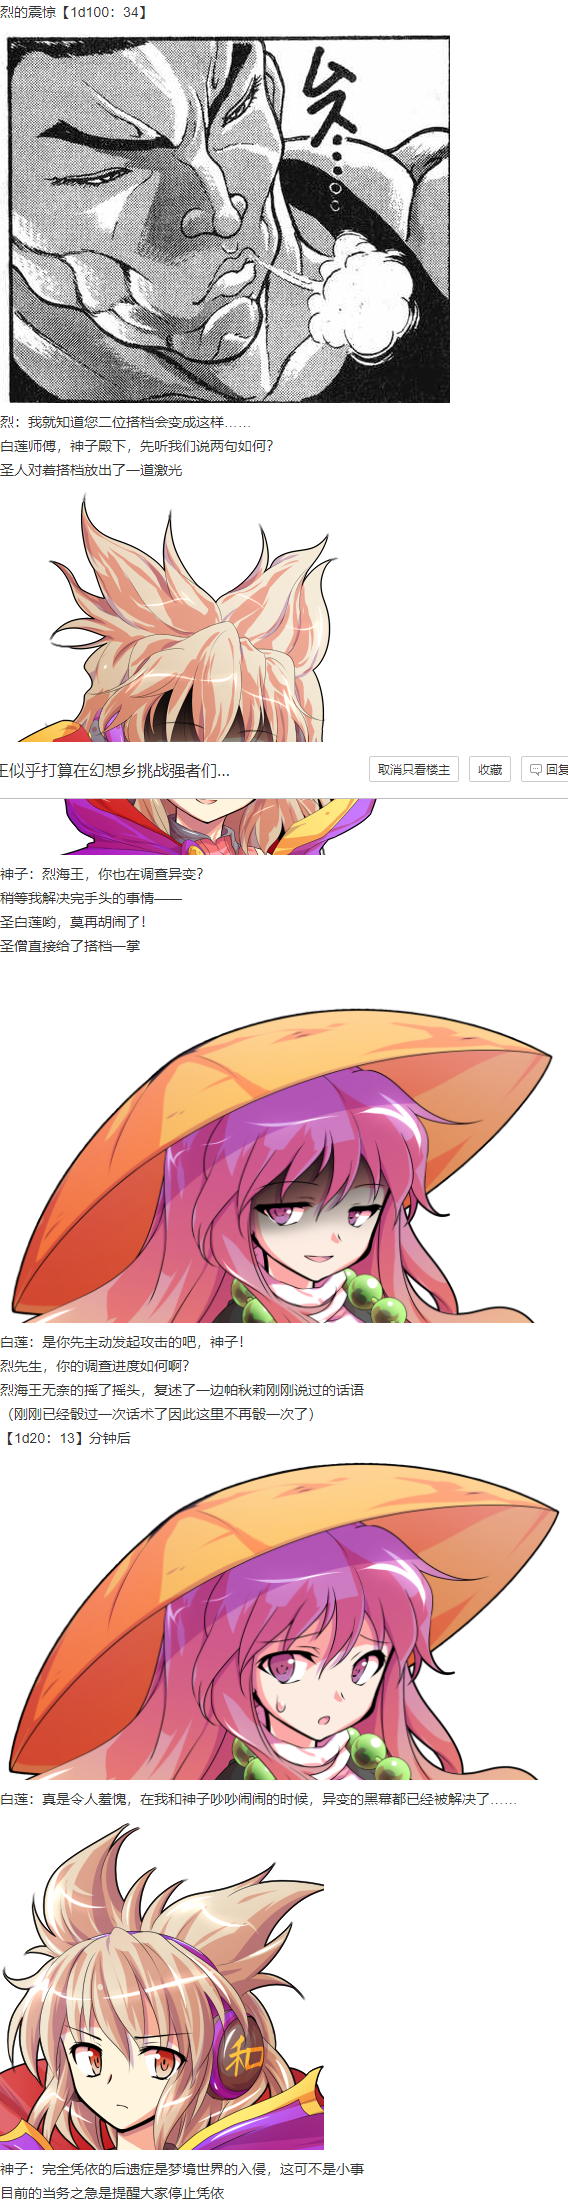 烈的震惊【1d100：34】
ムス…
烈：我就知道您二位搭档会变成这样……
白莲师傅，神子殿下，先听我们说两句如何？
圣人对着搭档放出了一道激光
王似乎打算在幻想乡挑战强者们...
取消只看楼主 收藏 回复
神子：烈海王，你也在调查异变？
稍等我解决完手头的事情——
圣白莲哟，莫再胡闹了！
圣僧直接给了搭档一掌
白莲：是你先主动发起攻击的吧，神子！
烈先生，你的调查进度如何啊？
烈海王无奈的摇了摇头，复述了一边帕秋莉刚刚说过的话语
（刚刚已经骰过一次话术了因此这里不再骰一次了）
【1d20：13】分钟后
白莲：真是令人羞愧，在我和神子吵吵闹闹的时候，异变的黑幕都已经被解决了……
和
神子：完全凭依的后遗症是梦境世界的入侵，这可不是小事
目前的当务之急是提醒大家停止凭依